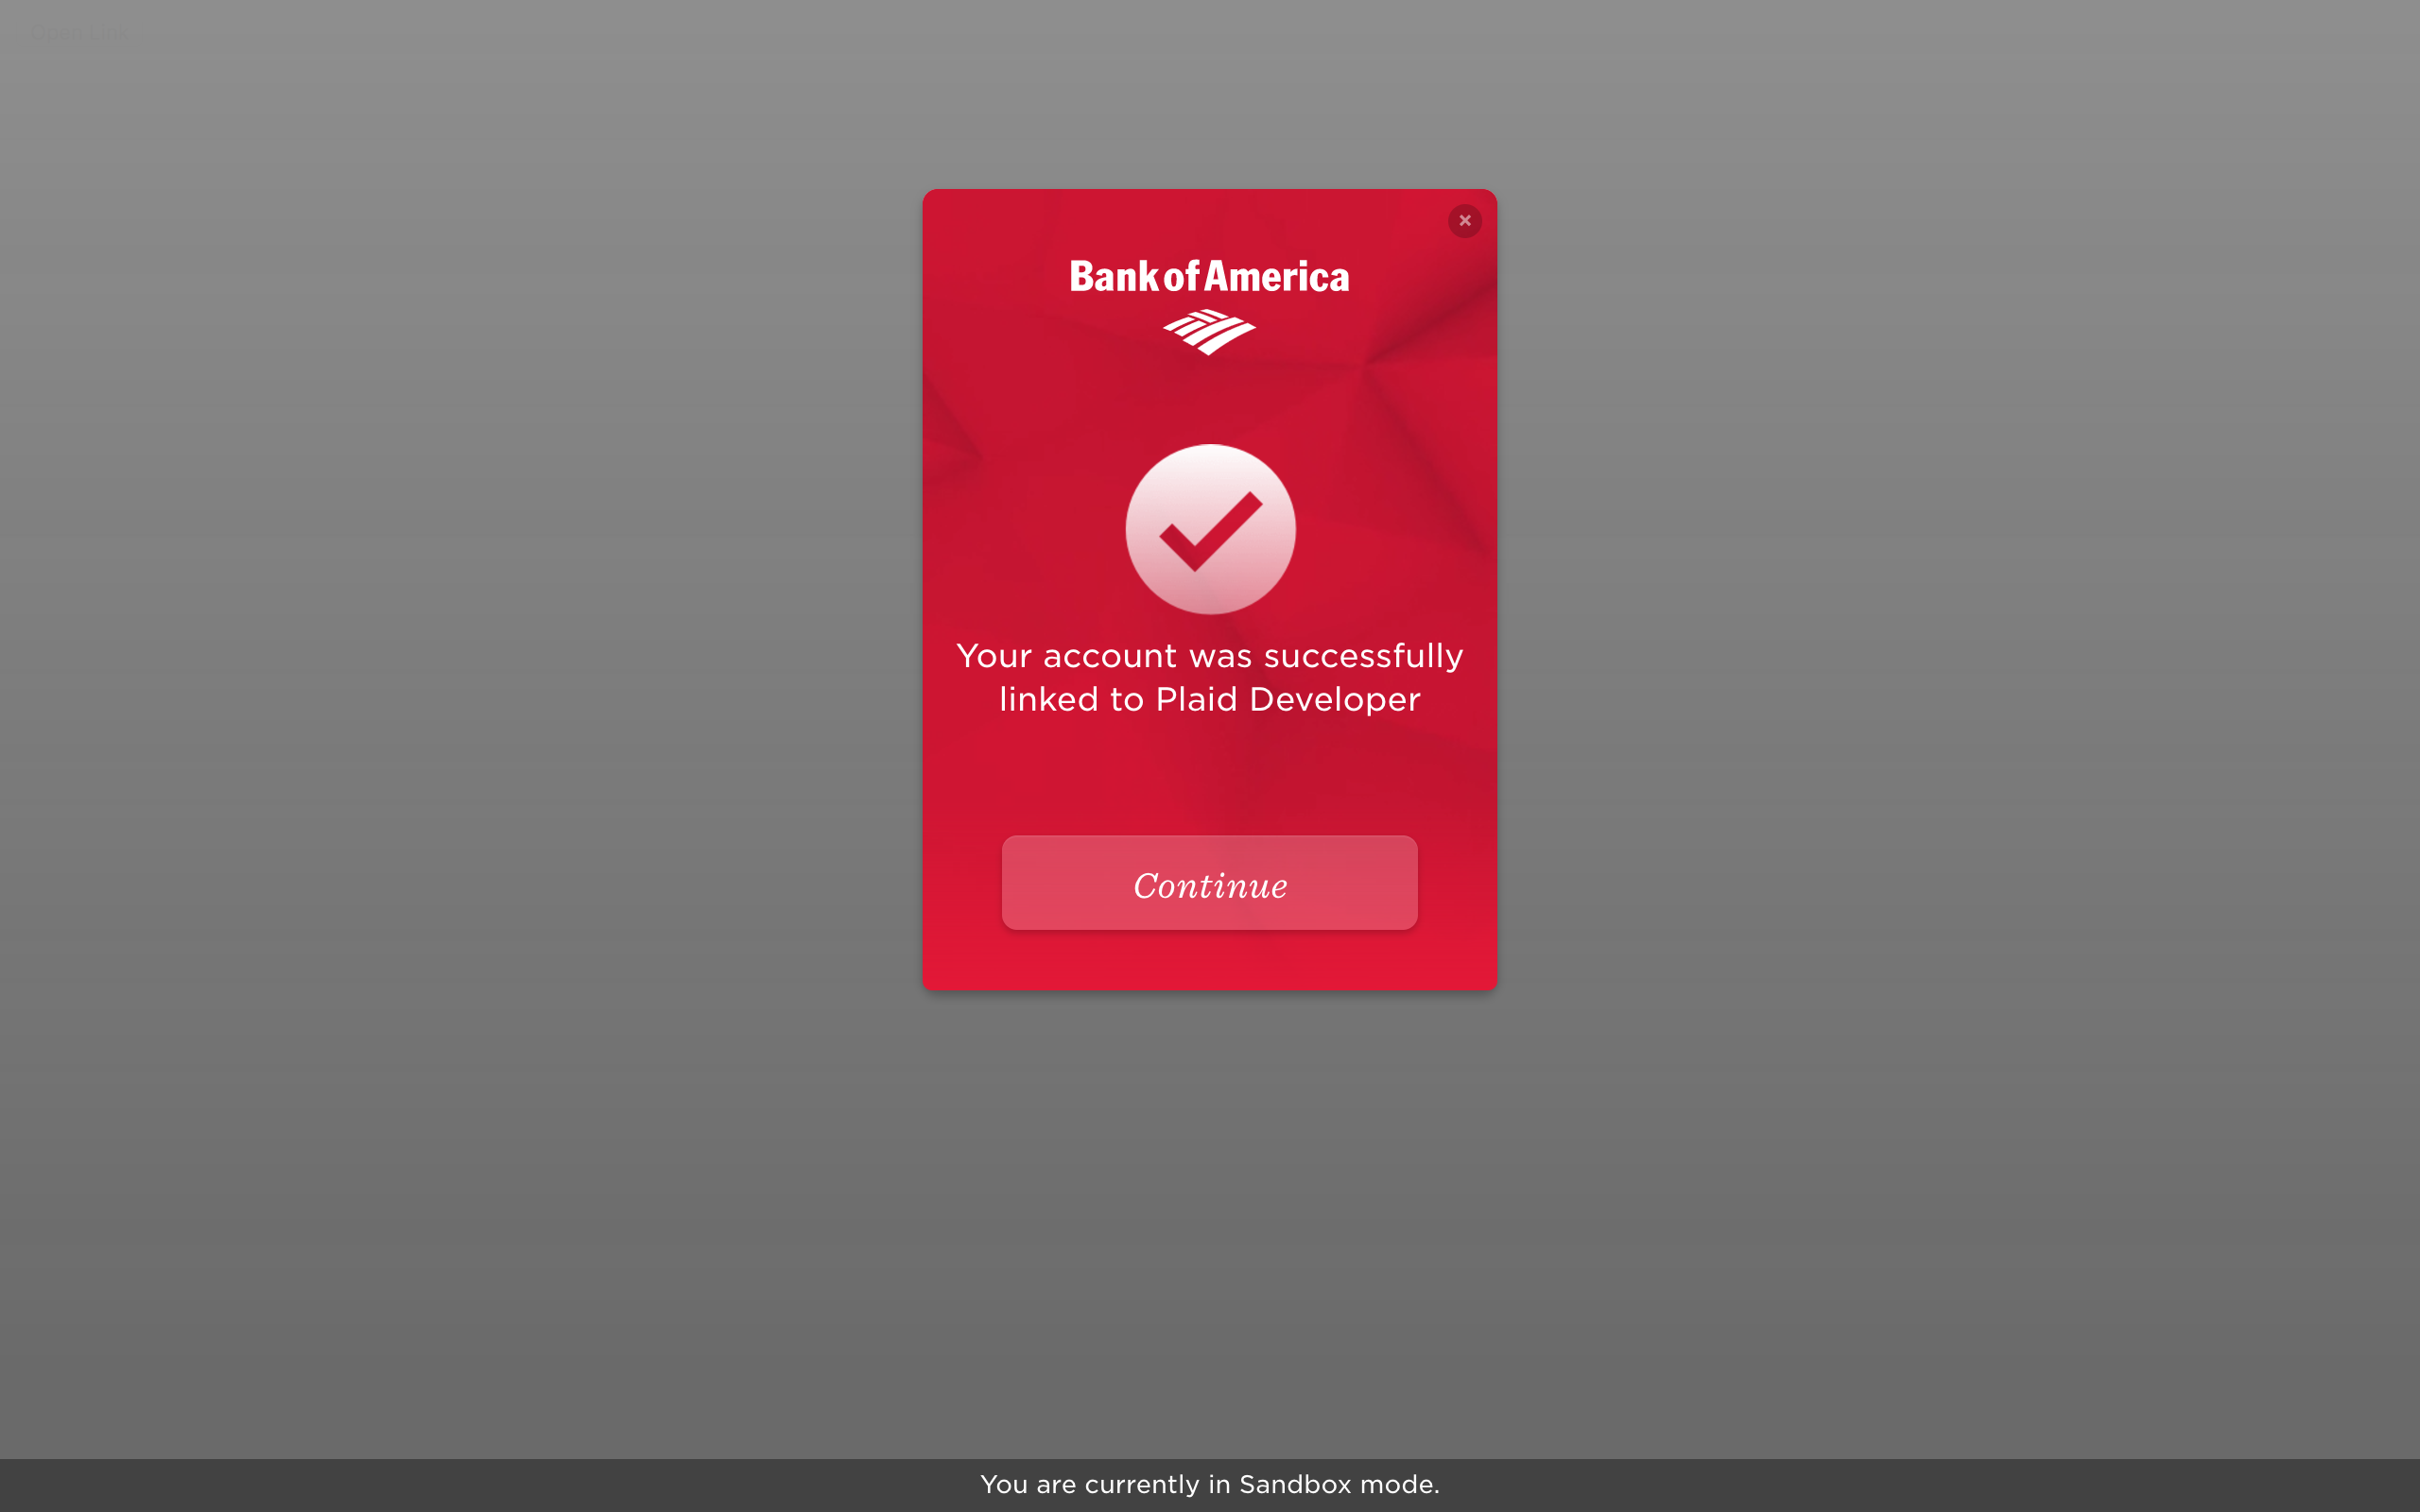 Open Link
Bank of America
Your account was successfully
linked to Plaid Developer
Continue
You are currently in Sandbox mode.